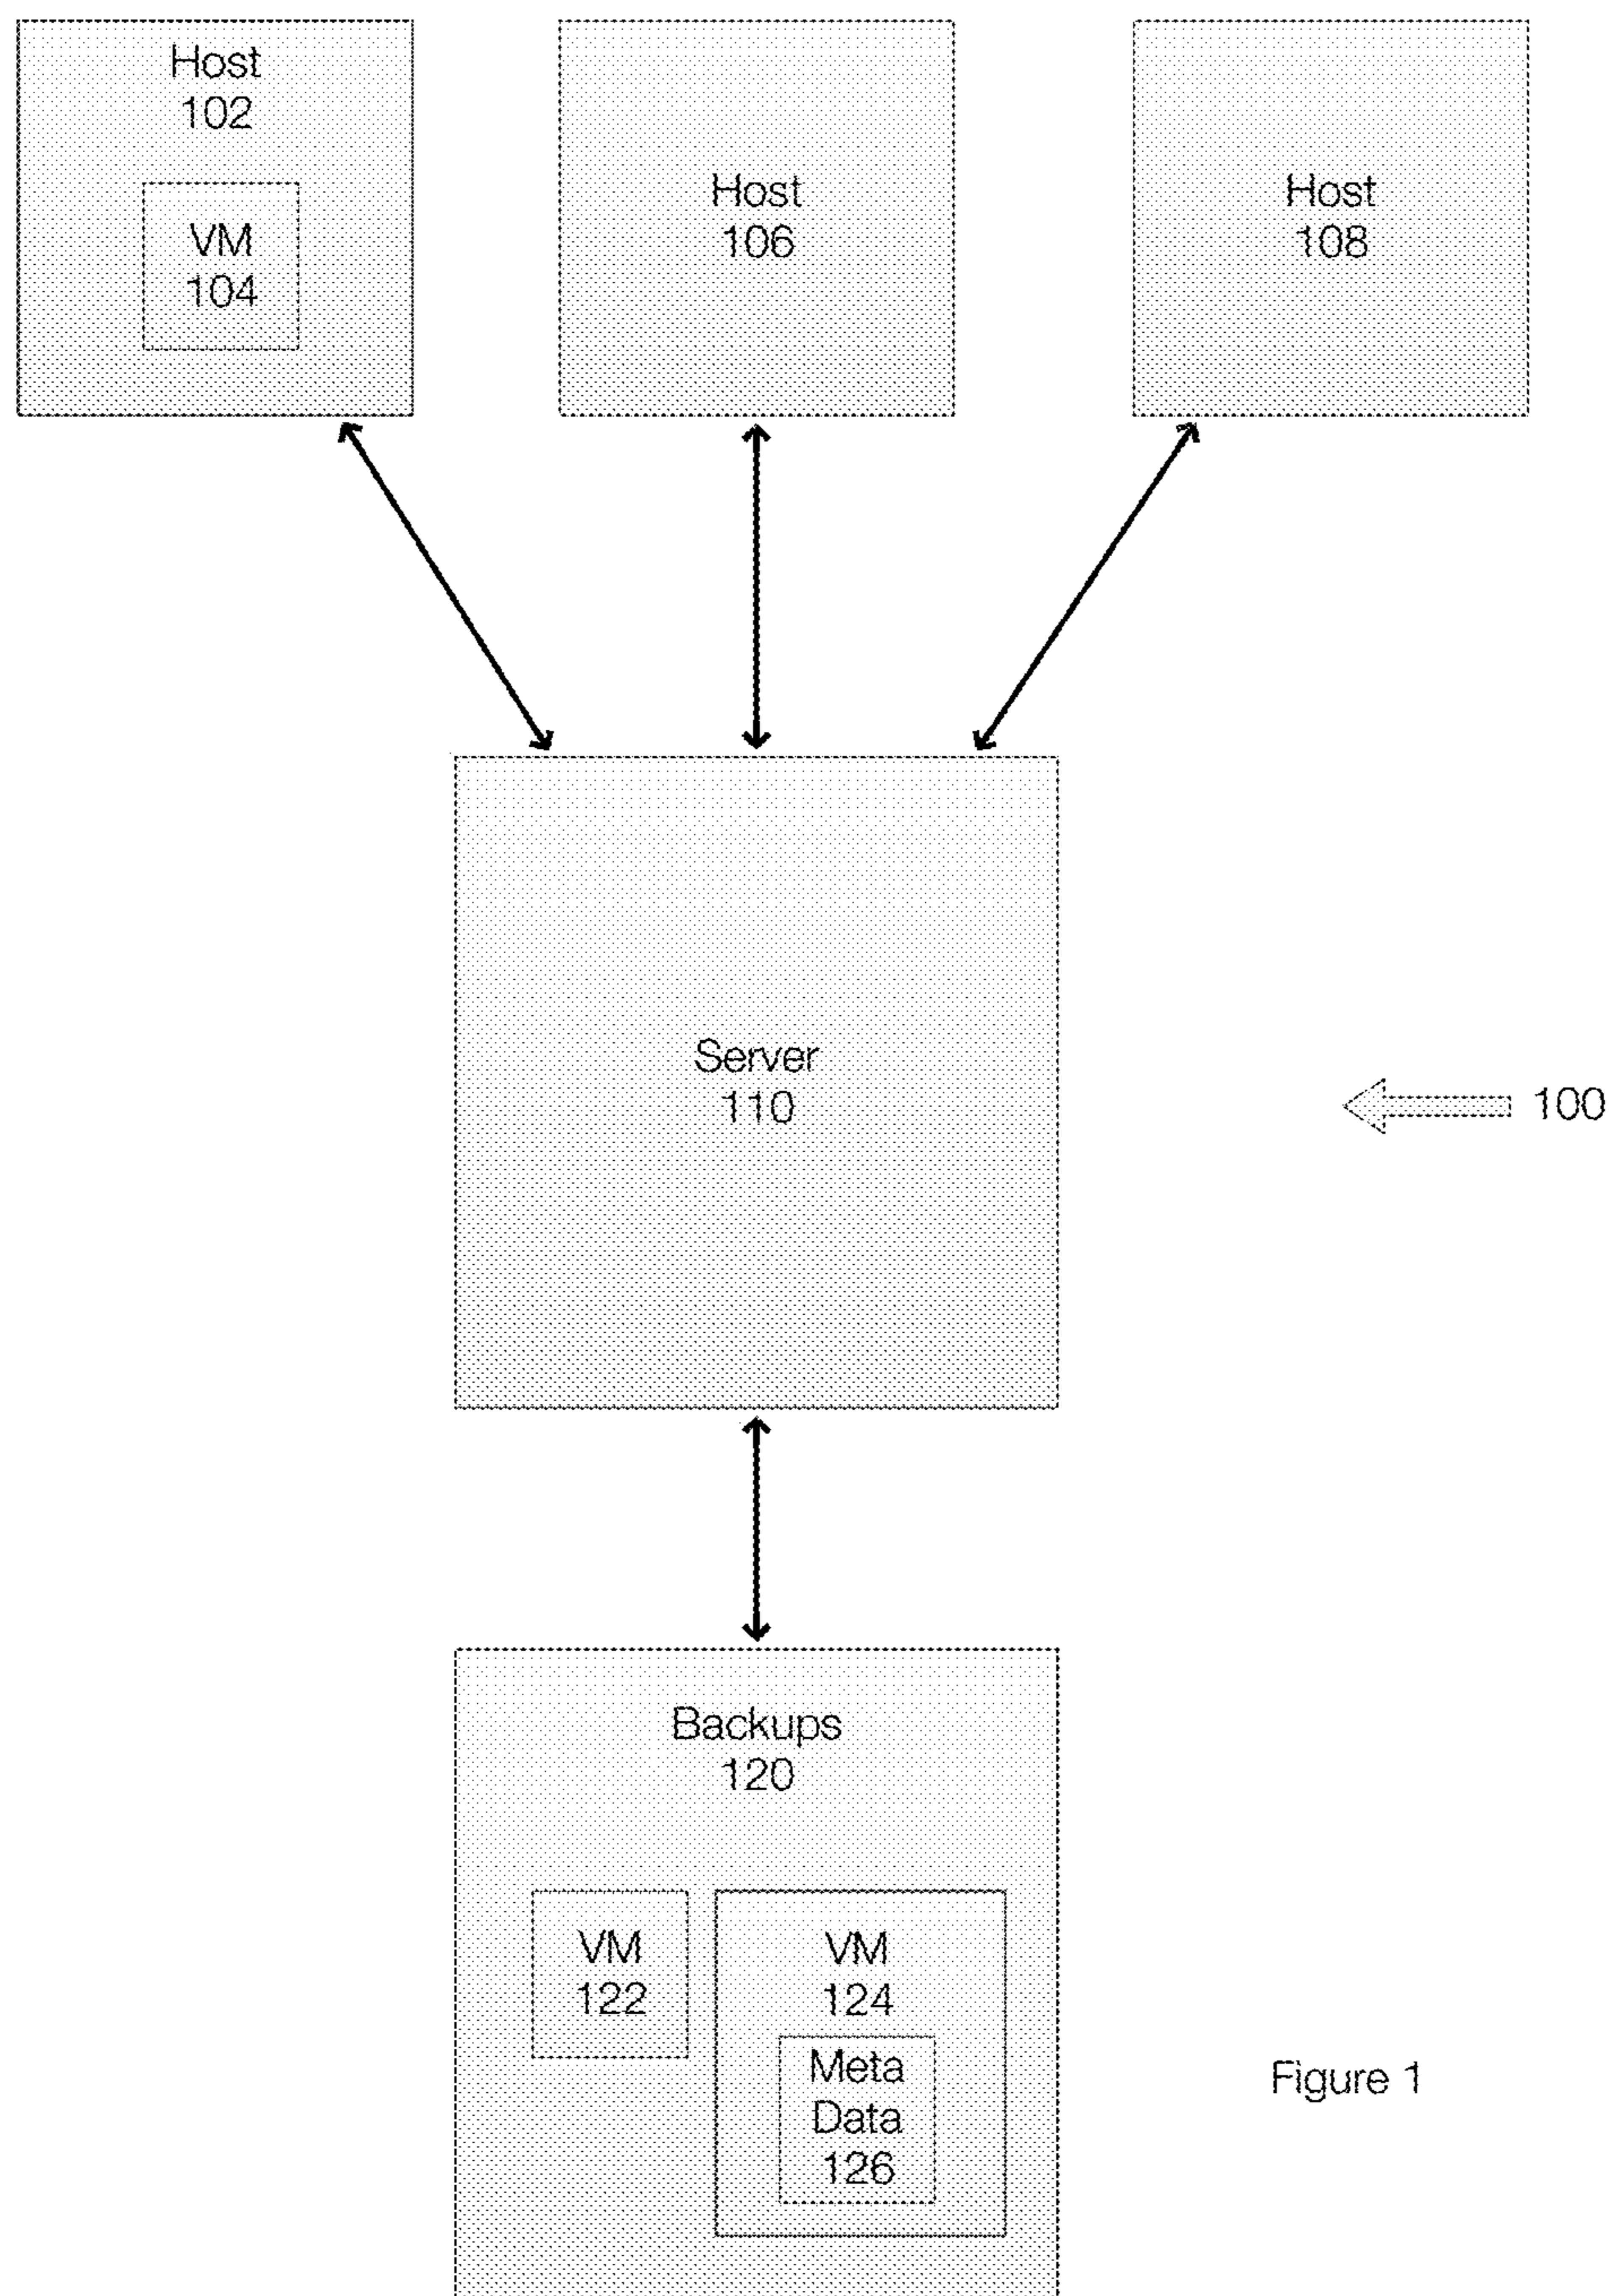 Host
102
VM
104
Host
106
Host
108
Server
110
100
Backups
120
VM
122
VM
124
Meta
Data
126
Figure 1